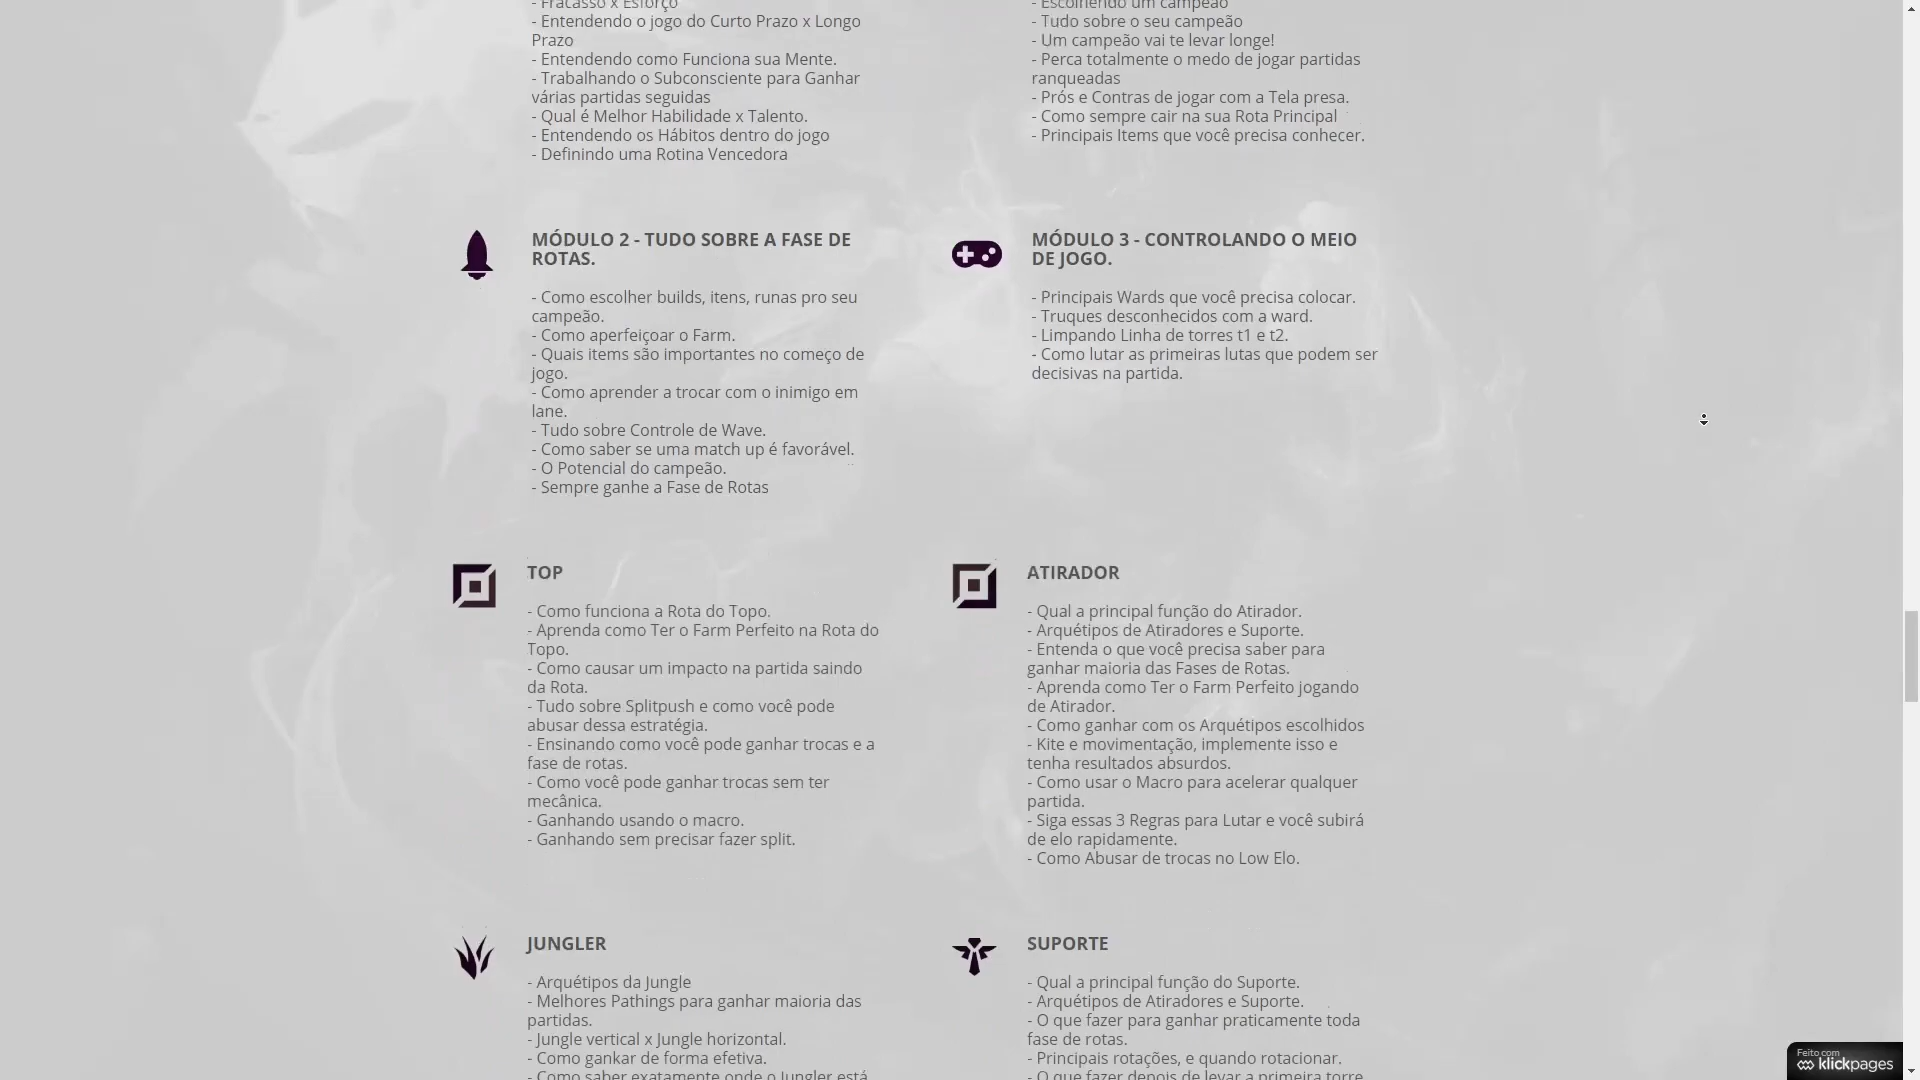 - Fracasso x Esforço
- Entendendo o jogo do Curto Prazo x Longo
Prazo
- Entendendo como Funciona sua Mente.
- Trabalhando o Subconsciente para Ganhar
várias partidas seguidas
- Qual é Melhor Habilidade x Talento.
- Entendendo os Hábitos dentro do jogo
- Definindo uma Rotina Vencedora
- Escolhendo um campeão
- Tudo sobre o seu campeão
- Um campeão vai te levar longe!
- Perca totalmente o medo de jogar partidas
ranqueadas
- Prós e Contras de jogar com a Tela presa.
- Como sempre cair na sua Rota Principal
- Principais Items que você precisa conhecer.
MÓDULO 2 - TUDO SOBRE A FASE DE
ROTAS.
- Como escolher builds, itens, runas pro seu
campeão.
- Como aperfeiçoar o Farm.
- Quais items são importantes no começo de
jogo.
- Como aprender a trocar com o inimigo em
lane.
- Tudo sobre Controle de Wave.
- Como saber se uma match up é favorável.
- O Potencial do campeão.
- Sempre ganhe a Fase de Rotas
MÓDULO 3 - CONTROLANDO O MEIO
DE JOGO.
- Principais Wards que você precisa colocar.
- Truques desconhecidos com a ward.
- Limpando Linha de torres t1 e t2.
- Como lutar as primeiras lutas que podem ser
decisivas na partida.
TOP
- Como funciona a Rota do Topo.
- Aprenda como Ter o Farm Perfeito na Rota do
Topo.
- Como causar um impacto na partida saindo
da Rota.
- Tudo sobre Splitpush e como você pode
abusar dessa estratégia.
- Ensinando como você pode ganhar trocas e a
fase de rotas.
- Como você pode ganhar trocas sem ter
mecânica.
- Ganhando usando o macro.
- Ganhando sem precisar fazer split.
ATIRADOR
- Qual a principal função do Atirador.
- Arquétipos de Atiradores e Suporte.
- Entenda o que você precisa saber para
ganhar maioria das Fases de Rotas.
- Aprenda como Ter o Farm Perfeito jogando
de Atirador.
- Como ganhar com os Arquétipos escolhidos
- Kite e movimentação, implemente isso e
tenha resultados absurdos.
- Como usar o Macro para acelerar qualquer
partida.
- Siga essas 3 Regras para Lutar e você subirá
de elo rapidamente.
- Como Abusar de trocas no Low Elo.
JUNGLER
- Arquétipos da Jungle
- Melhores Pathings para ganhar maioria das
partidas.
- Jungle vertical x Jungle horizontal.
- Como gankar de forma efetiva.
- Como saber exatamente onde o Jungler está
SUPORTE
- Qual a principal função do Suporte.
- Arquétipos de Atiradores e Suporte.
- O que fazer para ganhar praticamente toda
fase de rotas.
- Principais rotações, e quando rotacionar.
- O que fazer depois de levar a primeira torre
Feito com
klickpages